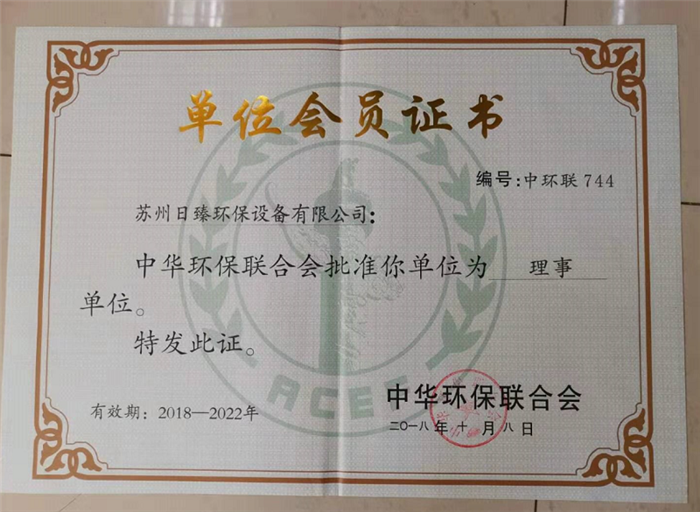 单位会员证书
编号:中环联744
苏州日臻环保设备有限公司:
中华环保联合会批准你单位为 理事
单位。
特发此证。
ACEF
中华环保联合会
有效期: 2018—2022年
二〇一八年十月八日